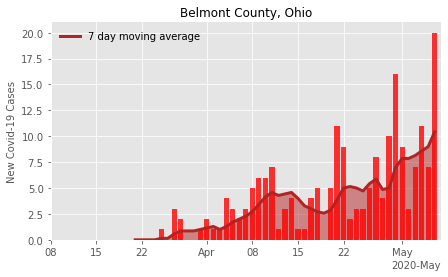 Belmont County, Ohio
7 day moving average
New Covid-19 Cases
20.0
17.5
15.0
12.5
10.0
7.5
5.0
2.5
0.0
08 15 22 Apr 08 15 22 May
2020-May